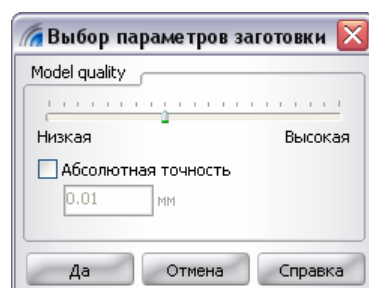 Выбор параметров заготовки
Model quality
Низкая Высокая
Абсолютная точность
0.01 мм
Да Отмена Справка